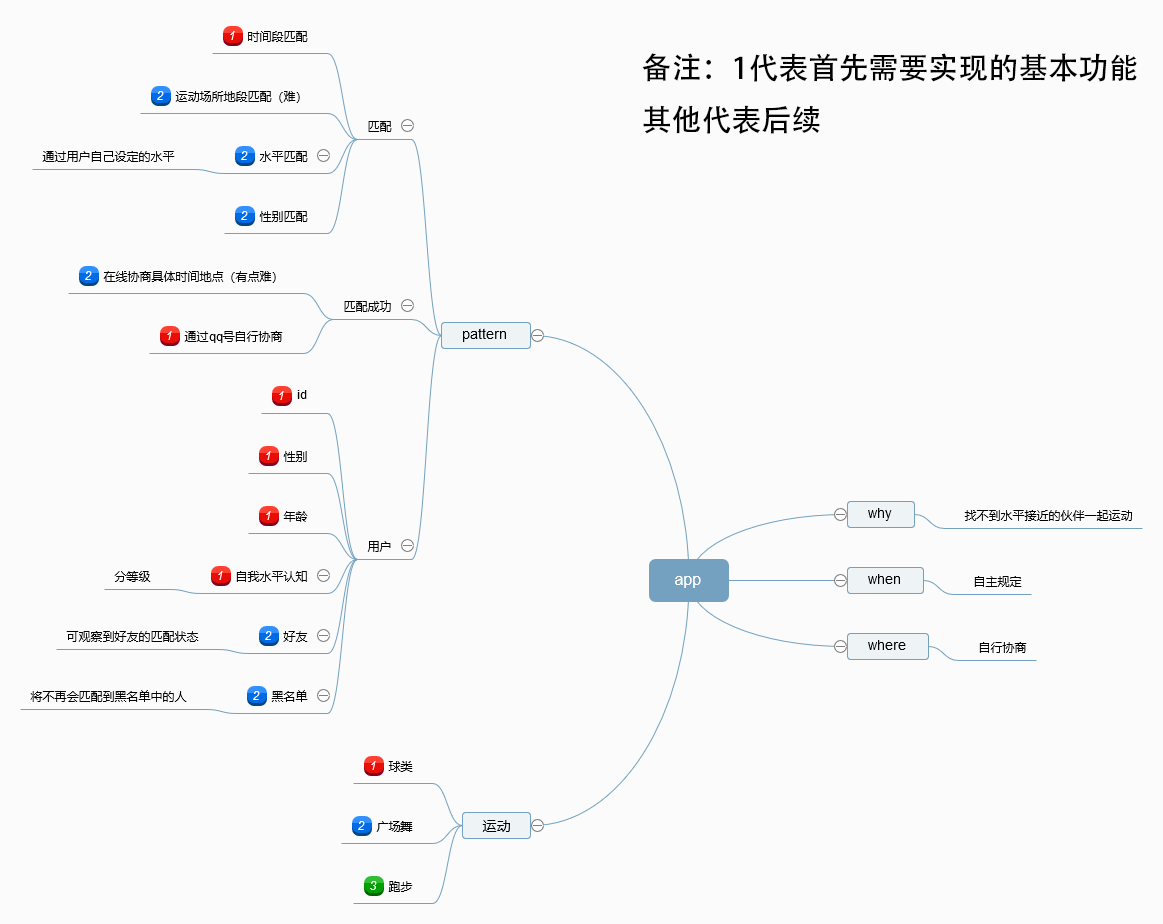 备注：1代表首先需要实现的基本功能
其他代表后续
1 时间段匹配
2 运动场所地段匹配（难）
匹配
通过用户自己设定的水平
2 水平匹配
2 性别匹配
2 在线协商具体时间地点（有点难）
匹配成功
1 通过qq号自行协商
pattern
1 id
1 性别
1 年龄
用户
分等级
1 自我水平认知
可观察到好友的匹配状态
2 好友
将不再会匹配到黑名单中的人
2 黑名单
app
why
找不到水平接近的伙伴一起运动
when
自主规定
where
自行协商
1 球类
2 广场舞
运动
3 跑步